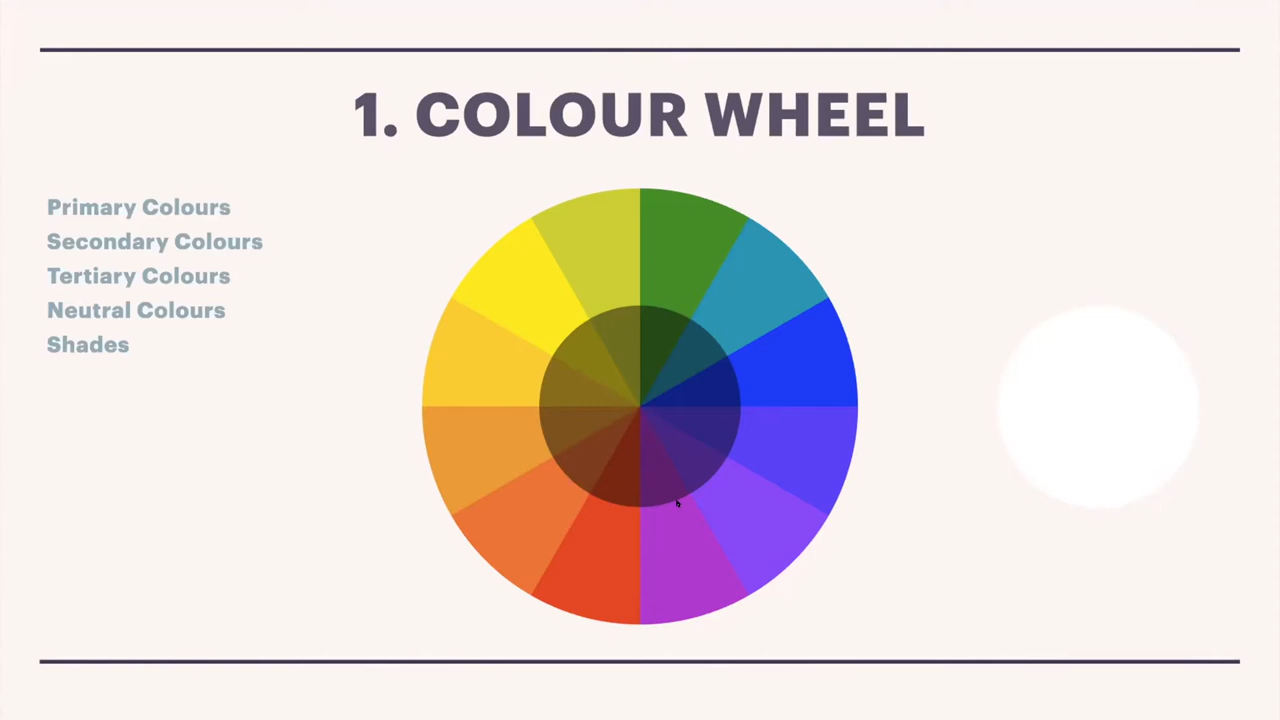 1. COLOUR WHEEL
Primary Colours
Secondary Colours
Tertiary Colours
Neutral Colours
Shades